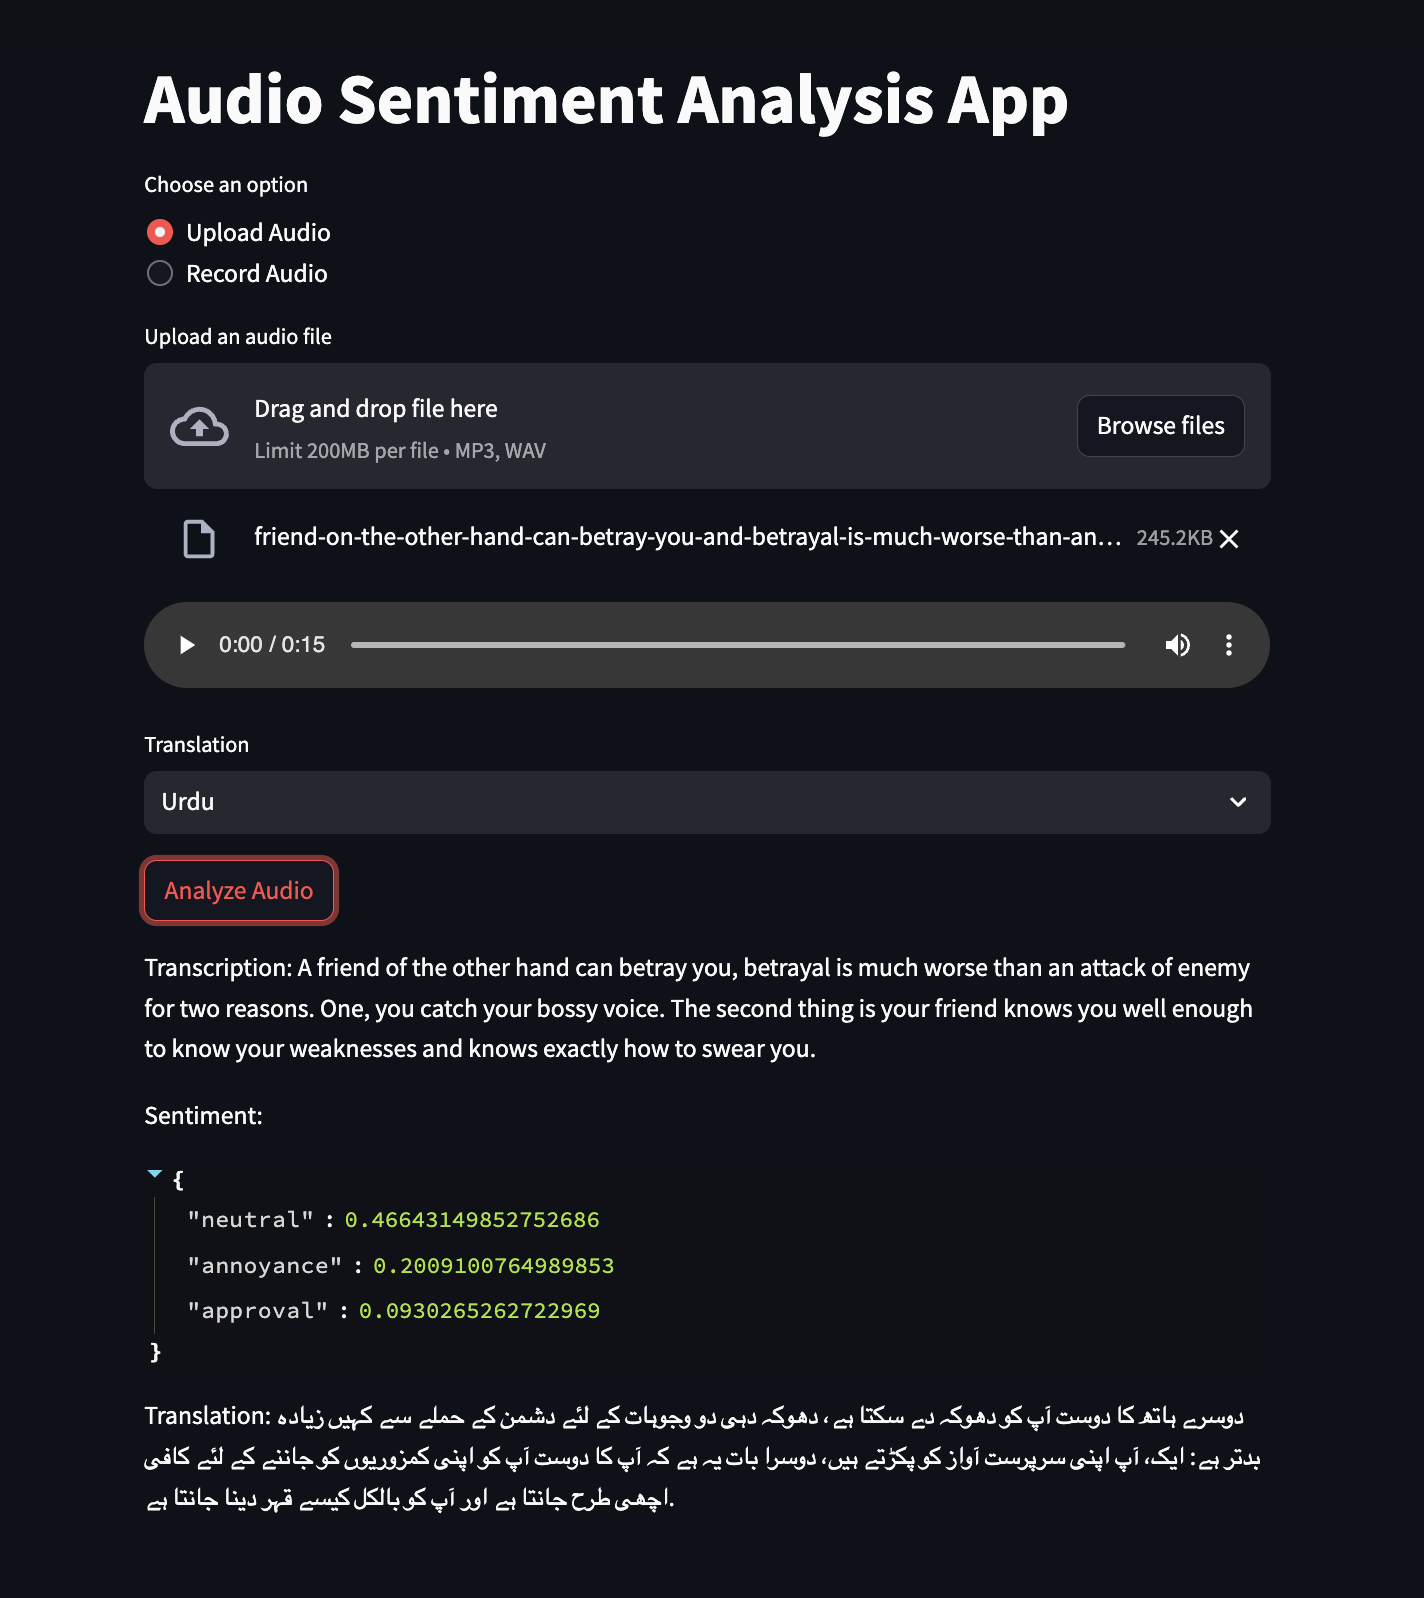 Audio Sentiment Analysis App
Choose an option
Upload Audio
Record Audio
Upload an audio file
Drag and drop file here
Limit 200MB per file • MP3, WAV
Browse files
friend-on-the-other-hand-can-betray-you-and-betrayal-is-much-worse-than-an… 245.2KB
0:00 / 0:15
Translation
Urdu
Analyze Audio
Transcription: A friend of the other hand can betray you, betrayal is much worse than an attack of enemy
for two reasons. One, you catch your bossy voice. The second thing is your friend knows you well enough
to know your weaknesses and knows exactly how to swear you.
Sentiment:
{
"neutral" : 0.46643149852752686
"annoyance" : 0.2009100764989853
"approval" : 0.0930265262722969
}
Translation: دوسرے ہاتھ کا دوست آپ کو دھوکہ دے سکتا ہے، دھوکہ دہی دو وجوہات کے لئے دشمن کے حملے سے کہیں زیادہ
بدتر ہے: ایک، آپ اپنی سرپرست آواز کو پکڑتے ہیں، دوسرا بات یہ ہے کہ آپ کا دوست آپ کو اپنی کمزوریوں کو جاننے کے لئے کافی
اچھی طرح جانتا ہے اور آپ کو بالکل کیسے قہر دینا جانتا ہے.